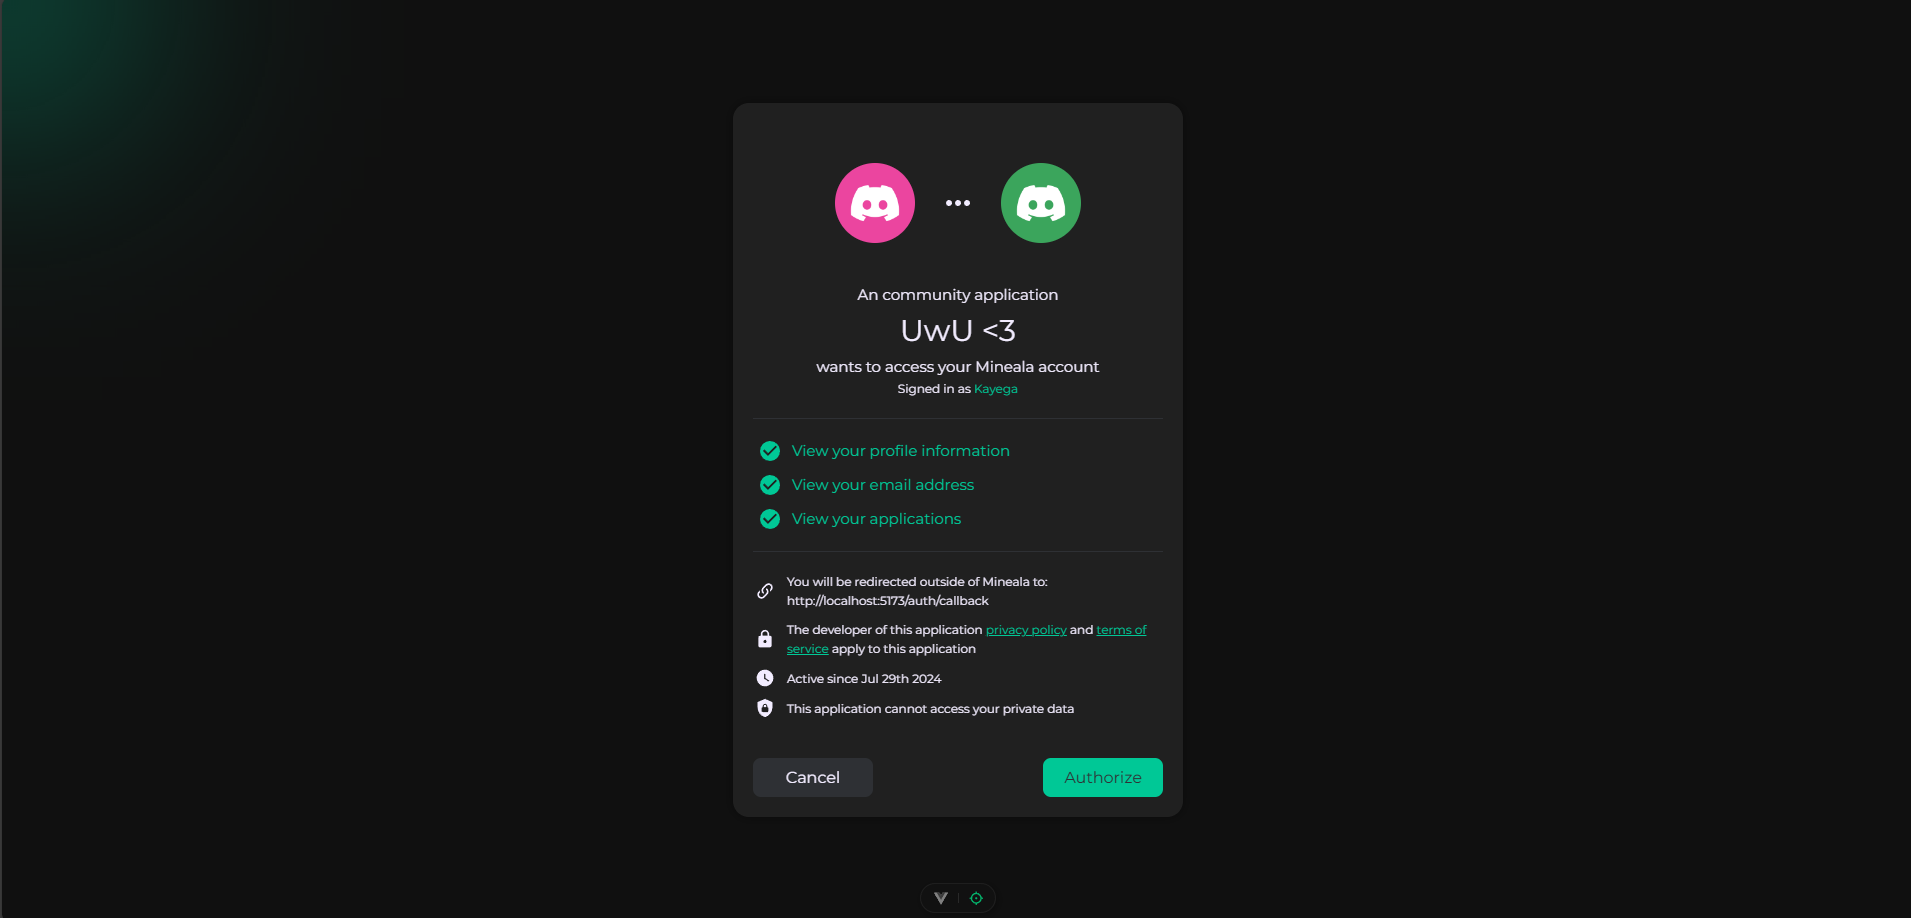 An community application
UwU <3
wants to access your Mineala account
Signed in as Kayega
View your profile information
View your email address
View your applications
You will be redirected outside of Mineala to:
http://localhost:5173/auth/callback
The developer of this application privacy policy and terms of
service apply to this application
Active since Jul 29th 2024
This application cannot access your private data
Cancel
Authorize